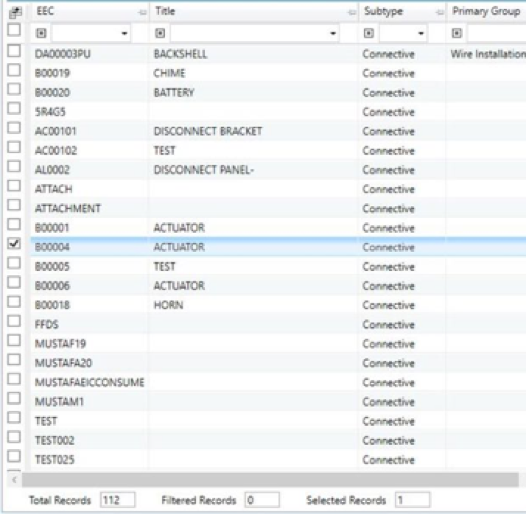 EEC Title Subtype Primary Group
DA00003PU BACKSHELL Connective Wire Installation
B00019 CHIME Connective
B00020 BATTERY Connective
5R4G5 Connective
AC00101 DISCONNECT BRACKET Connective
AC00102 TEST Connective
AL0002 DISCONNECT PANEL- Connective
ATTACH Connective
ATTACHMENT Connective
B00001 ACTUATOR Connective
B00004 ACTUATOR Connective
B00005 TEST Connective
B00006 ACTUATOR Connective
B00018 HORN Connective
FFDS Connective
MUSTAF19 Connective
MUSTAFA20 Connective
MUSTAFAEICCONSUME Connective
MUSTAM1 Connective
TEST Connective
TEST002 Connective
TEST025 Connective
Total Records 112 Filtered Records 0 Selected Records 1